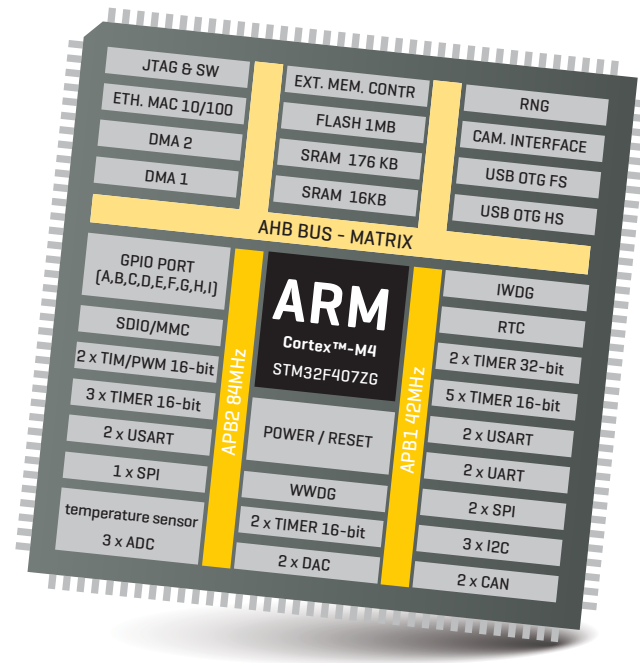 JTAG & SW
ETH. MAC 10/100
DMA 2
DMA 1
EXT. MEM. CONTR
FLASH 1MB
SRAM 176 KB
SRAM 16KB
RNG
CAM. INTERFACE
USB OTG FS
USB OTG HS
AHB BUS - MATRIX
GPIO PORT
(A,B,C,D,E,F,G,H,I)
SDIO/MMC
2 x TIM/PWM 16-bit
3 x TIMER 16-bit
2 x USART
1 x SPI
temperature sensor
3 x ADC
APB2 84MHz
ARM
Cortex™-M4
STM32F407ZG
POWER / RESET
WWDG
2 x TIMER 16-bit
2 x DAC
APB1 42MHz
IWDG
RTC
2 x TIMER 32-bit
5 x TIMER 16-bit
2 x USART
2 x UART
2 x SPI
3 x I2C
2 x CAN